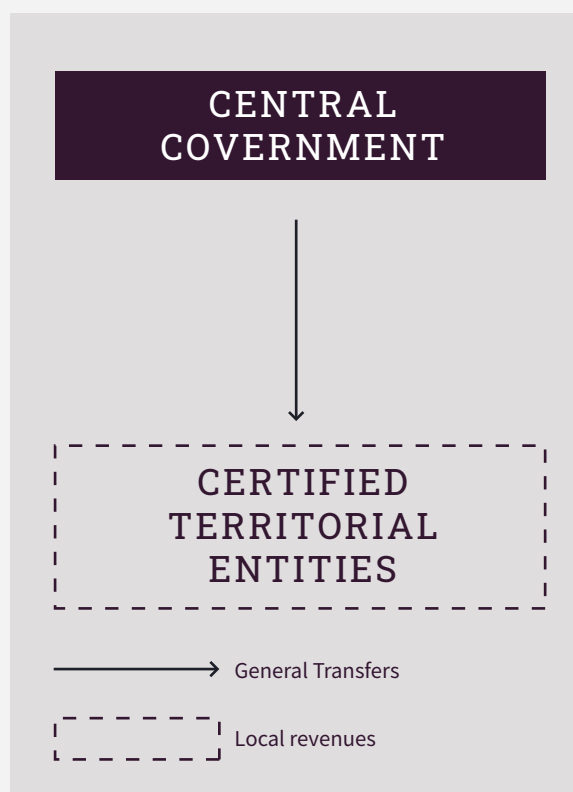 CENTRAL
COVERNMENT
CERTIFIED
TERRITORIAL
ENTITIES
General Transfers
Local revenues